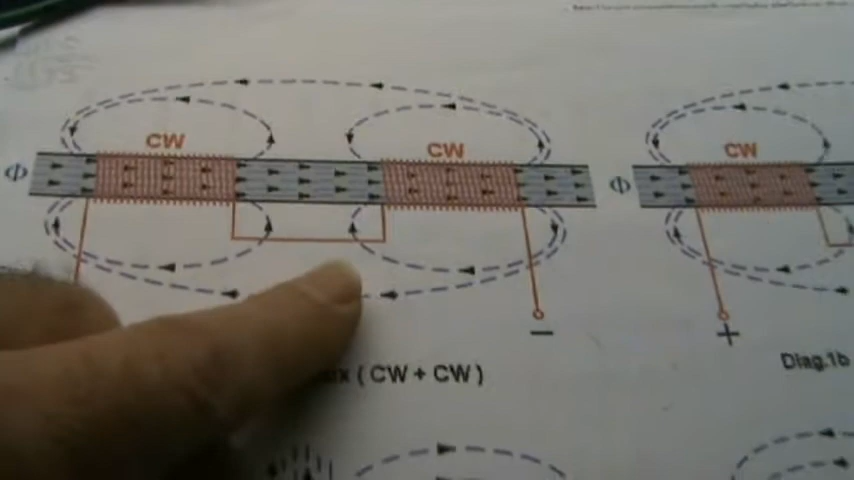 CW
CW
CW
Φ
Φ
−
+
( CW + CW )
Diag.1b